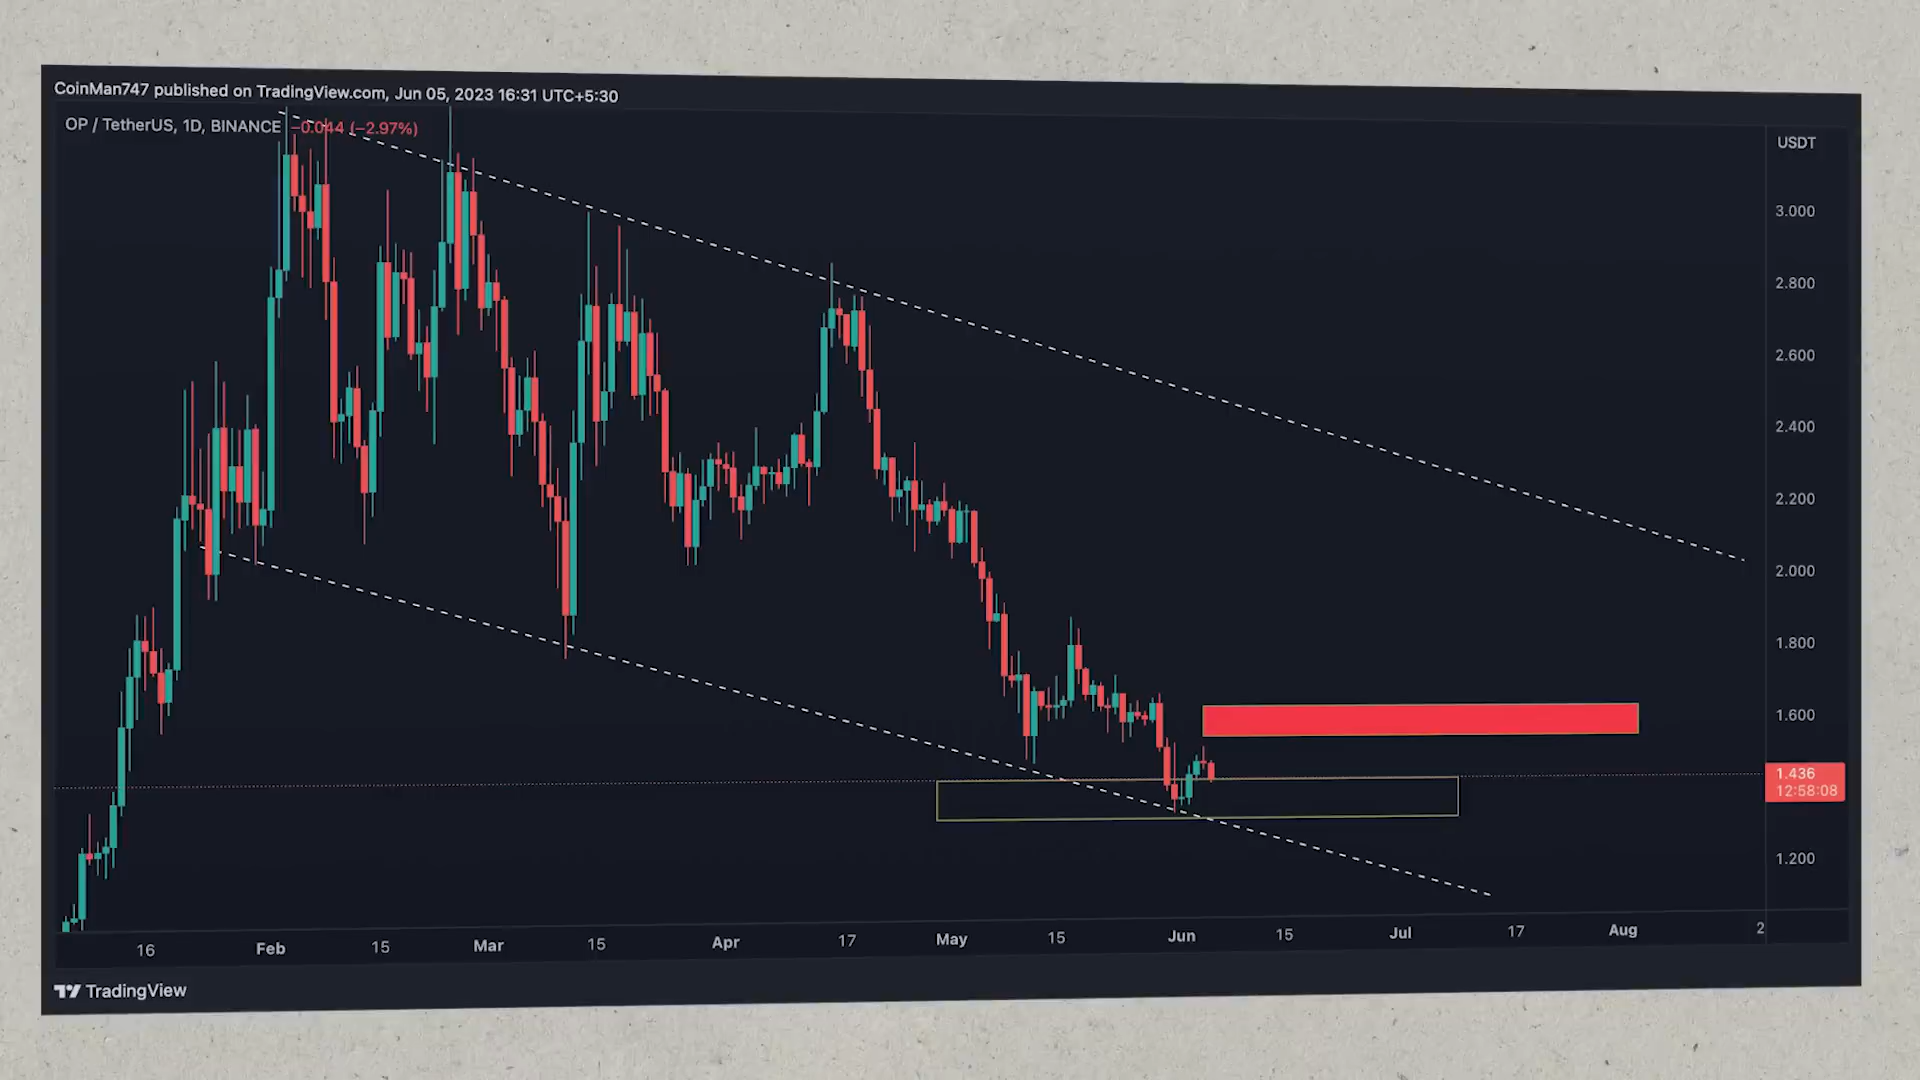 CoinMan747 published on TradingView.com, Jun 05, 2023 16:31 UTC+5:30
OP / TetherUS, 1D, BINANCE −0.044 (−2.97%)
USDT
3.000
2.800
2.600
2.400
2.200
2.000
1.800
1.600
1.436
12:58:08
1.200
16 Feb 15 Mar 15 Apr 17 May 15 Jun 15 Jul 17 Aug 2
TradingView